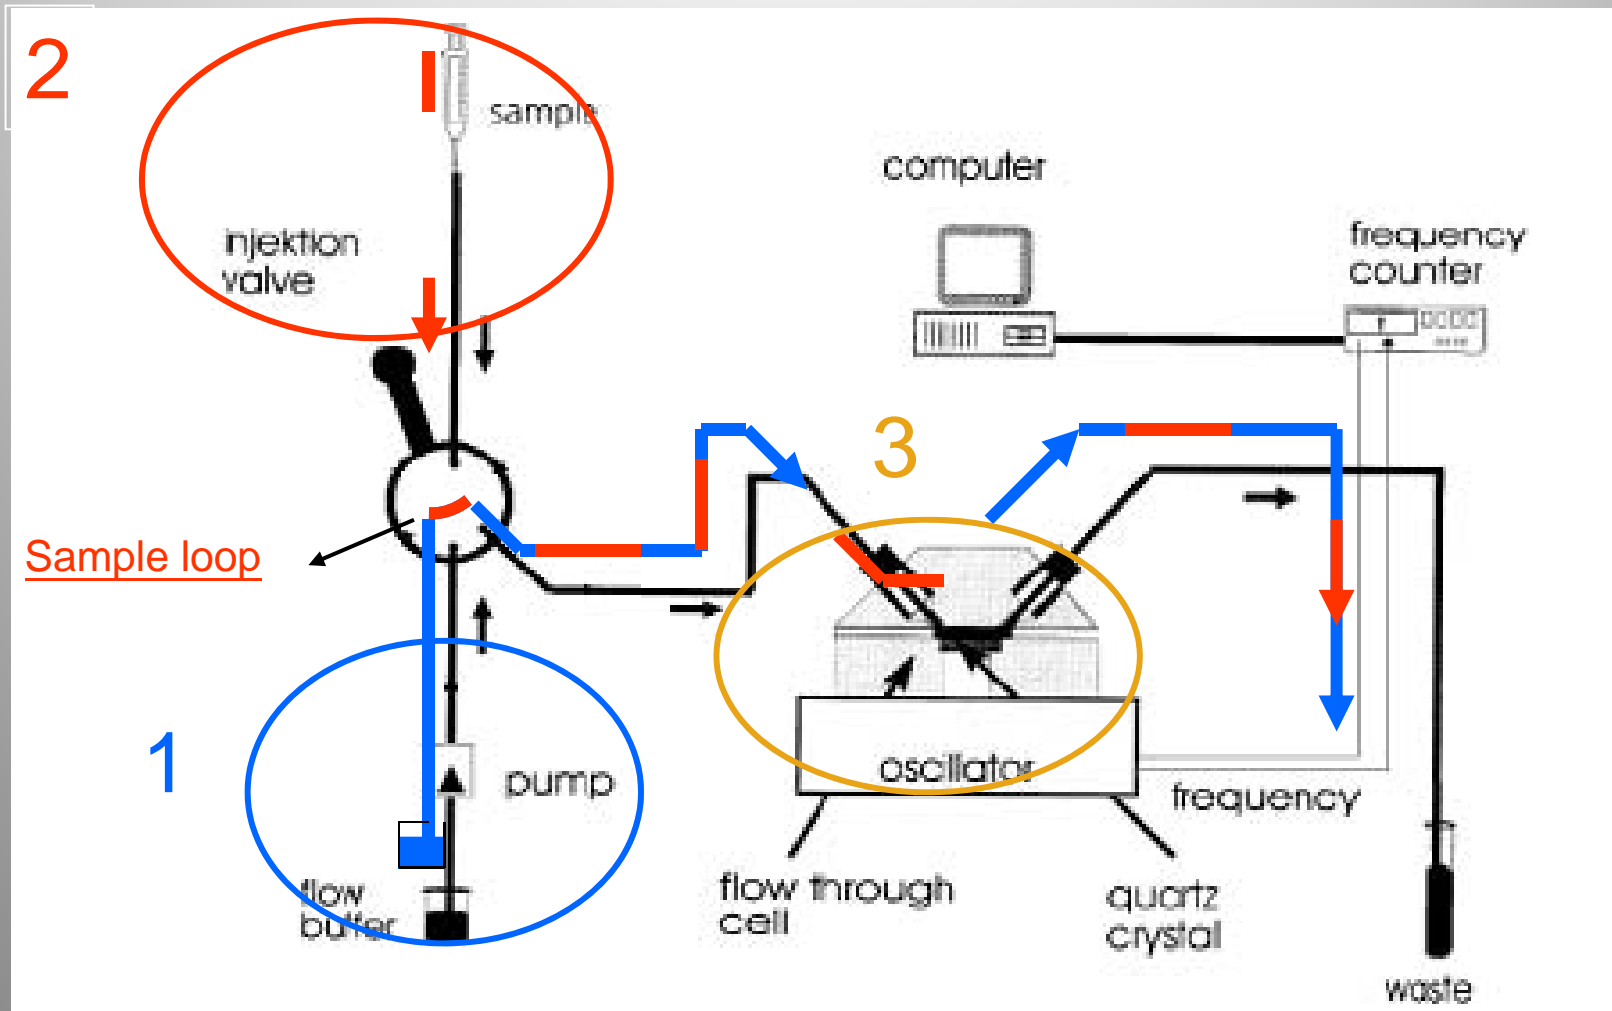 2
sample
computer
injektion
valve
frequency
counter
3
Sample loop
1
pump
oscillator
frequency
flow
buffer
flow through
cell
quartz
crystal
waste